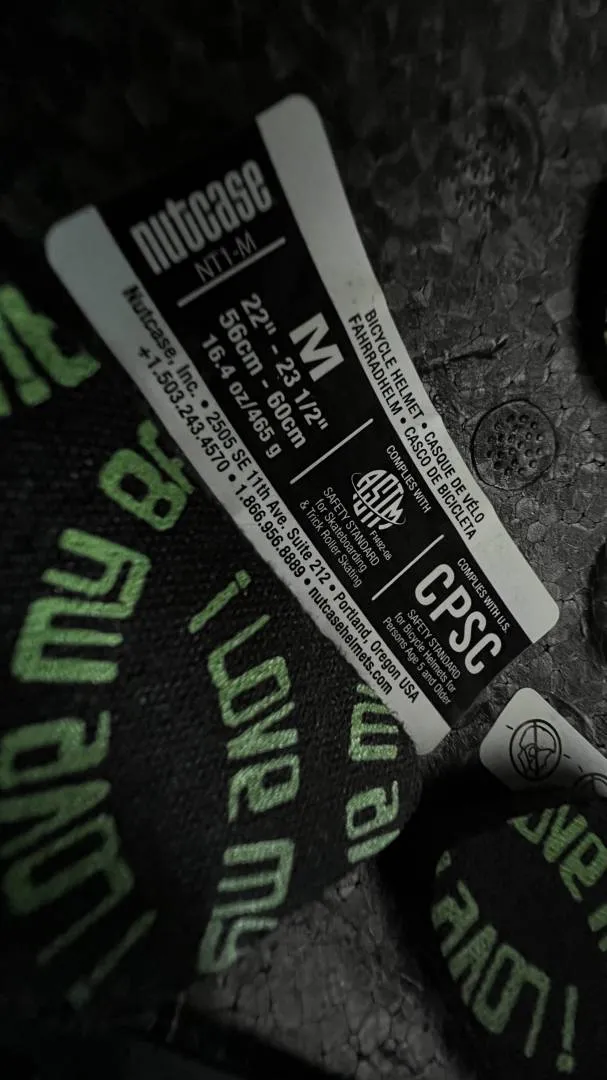 nutcase
NT1-M
M
22" - 23 1/2"
56cm - 60cm
16.4 oz/465 g
BICYCLE HELMET • CASQUE DE VÉLO
FAHRRADHELM • CASCO DE BICICLETA
COMPLIES WITH
ASTM
F1492-08
SAFETY STANDARD
for Skateboarding
& Trick Roller Skating
COMPLIES WITH U.S.
CPSC
SAFETY STANDARD
for Bicycle Helmets for
Persons Age 5 and Older
Nutcase, Inc. • 2505 SE 11th Ave. Suite 212 • Portland, Oregon USA
+1.503.243.4570 • 1.866.956.8889 • nutcasehelmets.com
i love my br
i love my